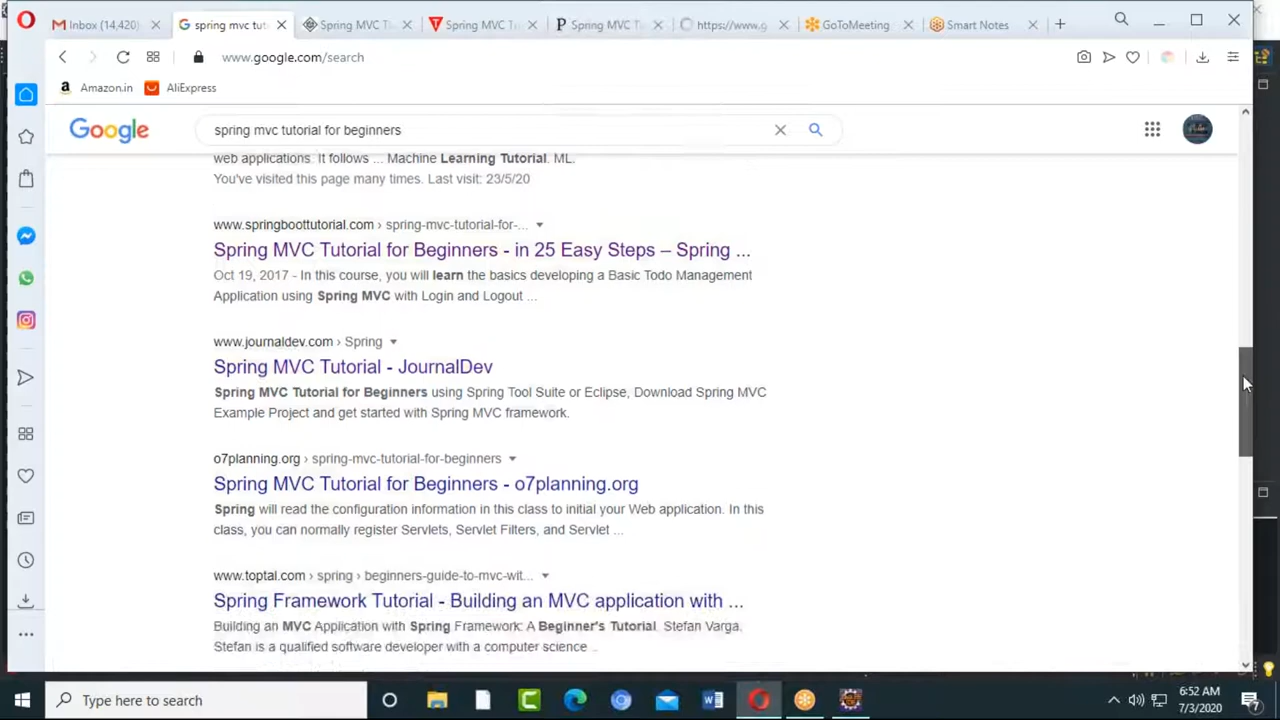 Inbox (14,420)
spring mvc tut
Spring MVC T
Spring MVC Tu
Spring MVC T
https://www.g
GoToMeeting
Smart Notes
www.google.com/search
Amazon.in
AliExpress
Google
spring mvc tutorial for beginners
web applications. It follows ... Machine Learning Tutorial. ML.
You've visited this page many times. Last visit: 23/5/20
www.springboottutorial.com › spring-mvc-tutorial-for-...
Spring MVC Tutorial for Beginners - in 25 Easy Steps – Spring ...
Oct 19, 2017 - In this course, you will learn the basics developing a Basic Todo Management
Application using Spring MVC with Login and Logout ...
www.journaldev.com › Spring
Spring MVC Tutorial - JournalDev
Spring MVC Tutorial for Beginners using Spring Tool Suite or Eclipse, Download Spring MVC
Example Project and get started with Spring MVC framework.
o7planning.org › spring-mvc-tutorial-for-beginners
Spring MVC Tutorial for Beginners - o7planning.org
Spring will read the configuration information in this class to initial your Web application. In this
class, you can normally register Servlets, Servlet Filters, and Servlet ...
www.toptal.com › spring › beginners-guide-to-mvc-wit...
Spring Framework Tutorial - Building an MVC application with ...
Building an MVC Application with Spring Framework: A Beginner's Tutorial. Stefan Varga.
Stefan is a qualified software developer with a computer science ..
Type here to search
6:52 AM
7/3/2020
7